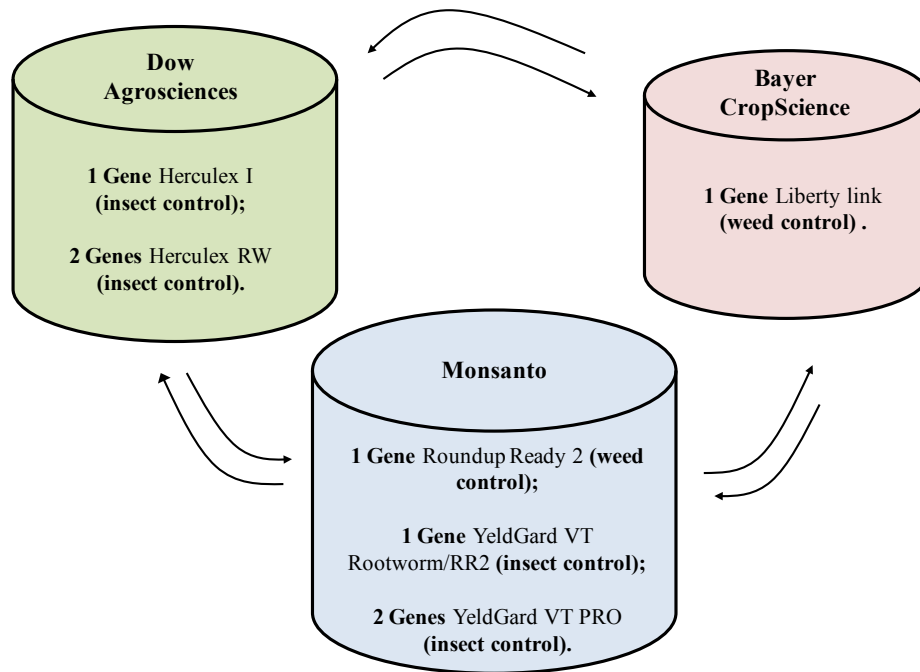 Dow
Agrosciences
1 Gene Herculex I
(insect control);
2 Genes Herculex RW
(insect control).
Bayer
CropScience
1 Gene Liberty link
(weed control) .
Monsanto
1 Gene Roundup Ready 2 (weed
control);
1 Gene YeldGard VT
Rootworm/RR2 (insect control);
2 Genes YeldGard VT PRO
(insect control).